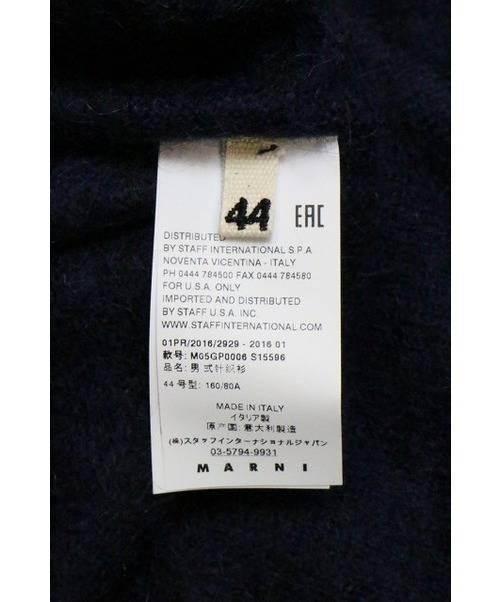 44
EAC
DISTRIBUTED
BY STAFF INTERNATIONAL S.P.A
NOVENTA VICENTINA - ITALY
PH 0444 784500 FAX 0444 784580
FOR U.S.A. ONLY
IMPORTED AND DISTRIBUTED
BY STAFF U.S.A. INC.
WWW.STAFFINTERNATIONAL.COM
01PR/2016/2929 - 2016 01
款号: M05GP0006 S15596
品名: 男 式针织衫
44 号型: 160/80A
MADE IN ITALY
イタリア製
原产国: 意大利製造
(株)スタッフインターナショナルジャパン
03-5794-9931
MARNI